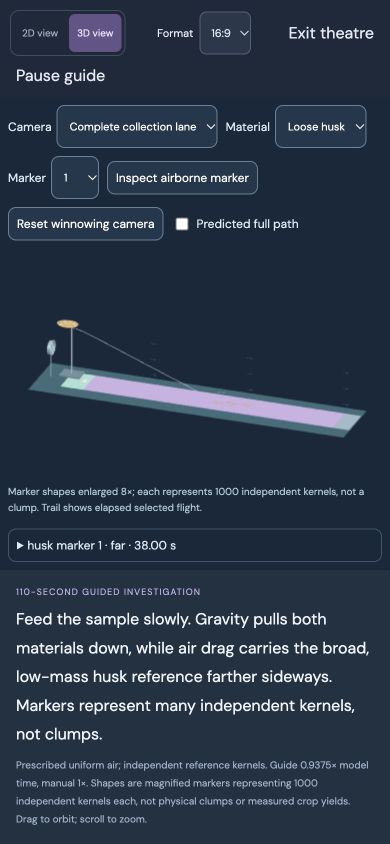 2D view 3D view Format 16:9 Exit theatre
Pause guide
Camera Complete collection lane Material Loose husk
Marker 1 Inspect airborne marker
Reset winnowing camera Predicted full path
Marker shapes enlarged 8×; each represents 1000 independent kernels, not a
clump. Trail shows elapsed selected flight.
husk marker 1 · far · 38.00 s
110-SECOND GUIDED INVESTIGATION
Feed the sample slowly. Gravity pulls both
materials down, while air drag carries the broad,
low-mass husk reference farther sideways.
Markers represent many independent kernels,
not clumps.
Prescribed uniform air; independent reference kernels. Guide 0.9375× model
time, manual 1×. Shapes are magnified markers representing 1000
independent kernels each, not physical clumps or measured crop yields.
Drag to orbit; scroll to zoom.